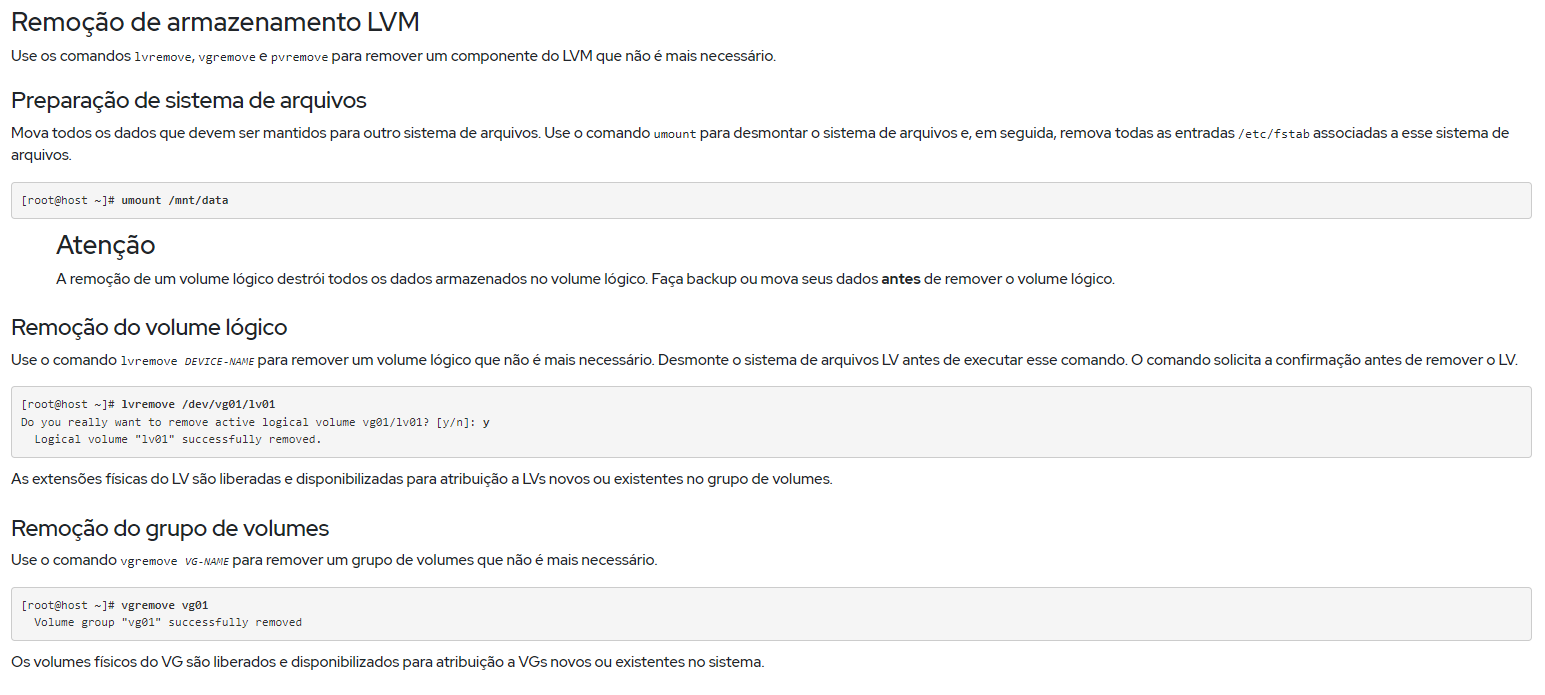 Remoção de armazenamento LVM
Use os comandos lvremove, vgremove e pvremove para remover um componente do LVM que não é mais necessário.
Preparação de sistema de arquivos
Mova todos os dados que devem ser mantidos para outro sistema de arquivos. Use o comando umount para desmontar o sistema de arquivos e, em seguida, remova todas as entradas /etc/fstab associadas a esse sistema de
arquivos.
[root@host ~]# umount /mnt/data
Atenção
A remoção de um volume lógico destrói todos os dados armazenados no volume lógico. Faça backup ou mova seus dados antes de remover o volume lógico.
Remoção do volume lógico
Use o comando lvremove DEVICE-NAME para remover um volume lógico que não é mais necessário. Desmonte o sistema de arquivos LV antes de executar esse comando. O comando solicita a confirmação antes de remover o LV.
[root@host ~]# lvremove /dev/vg01/lv01
Do you really want to remove active logical volume vg01/lv01? [y/n]: y
Logical volume "lv01" successfully removed.
As extensões físicas do LV são liberadas e disponibilizadas para atribuição a LVs novos ou existentes no grupo de volumes.
Remoção do grupo de volumes
Use o comando vgremove VG-NAME para remover um grupo de volumes que não é mais necessário.
[root@host ~]# vgremove vg01
Volume group "vg01" successfully removed
Os volumes físicos do VG são liberados e disponibilizados para atribuição a VGs novos ou existentes no sistema.